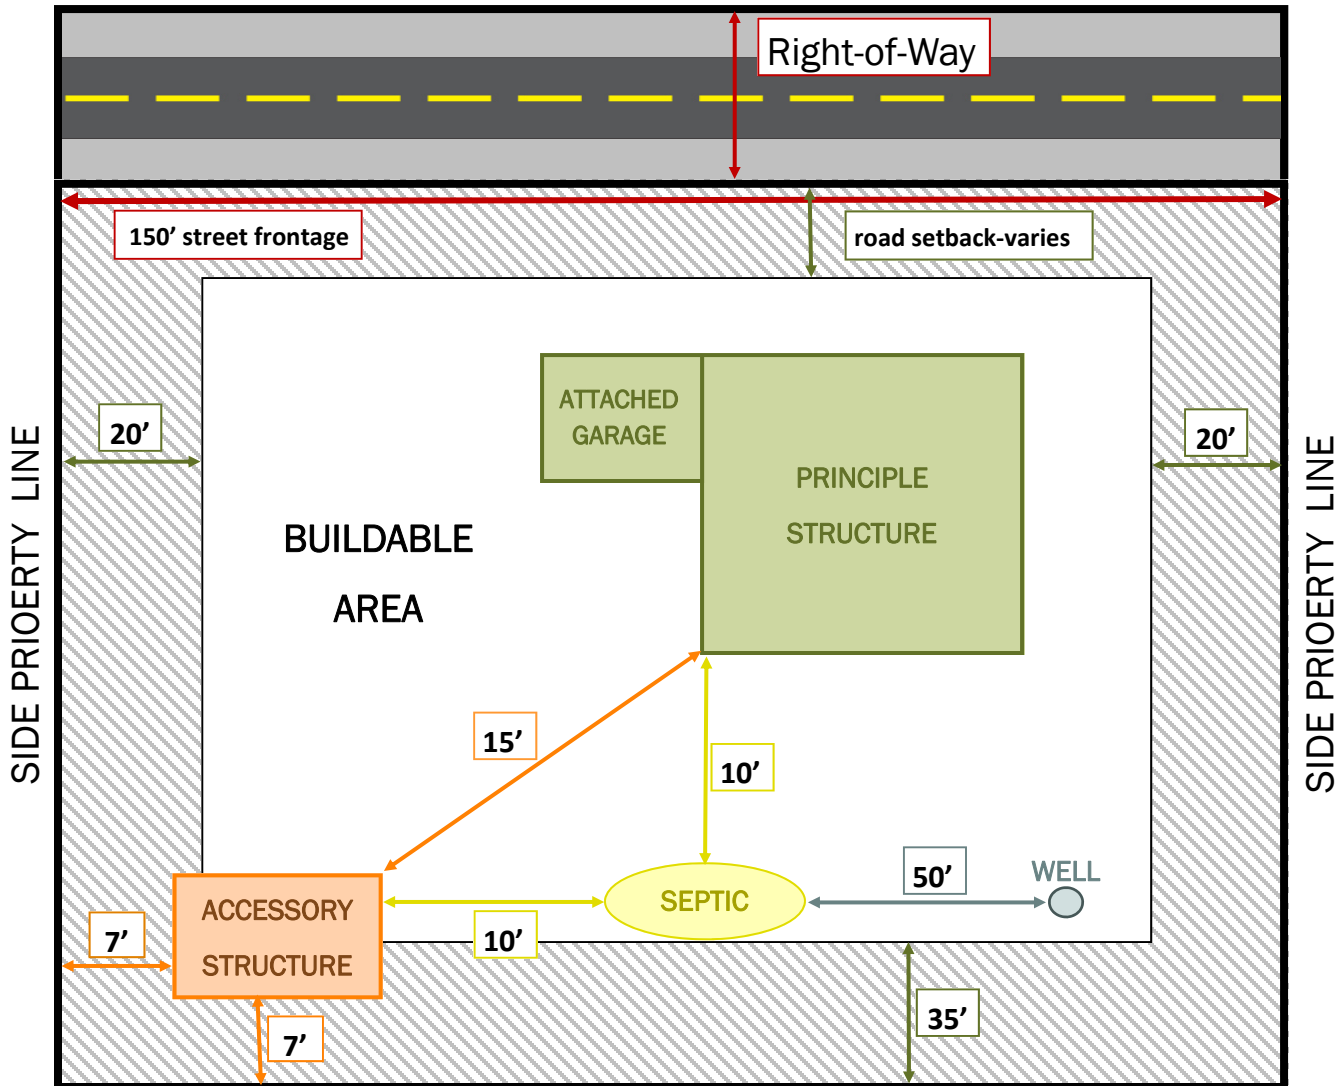 Right-of-Way
150’ street frontage
road setback-varies
ATTACHED
GARAGE
20’
20’
PRINCIPLE
STRUCTURE
SIDE PRIOERTY LINE
SIDE PRIOERTY LINE
BUILDABLE
AREA
15’
10’
WELL
50’
SEPTIC
ACCESSORY
STRUCTURE
7’
10’
35’
7’